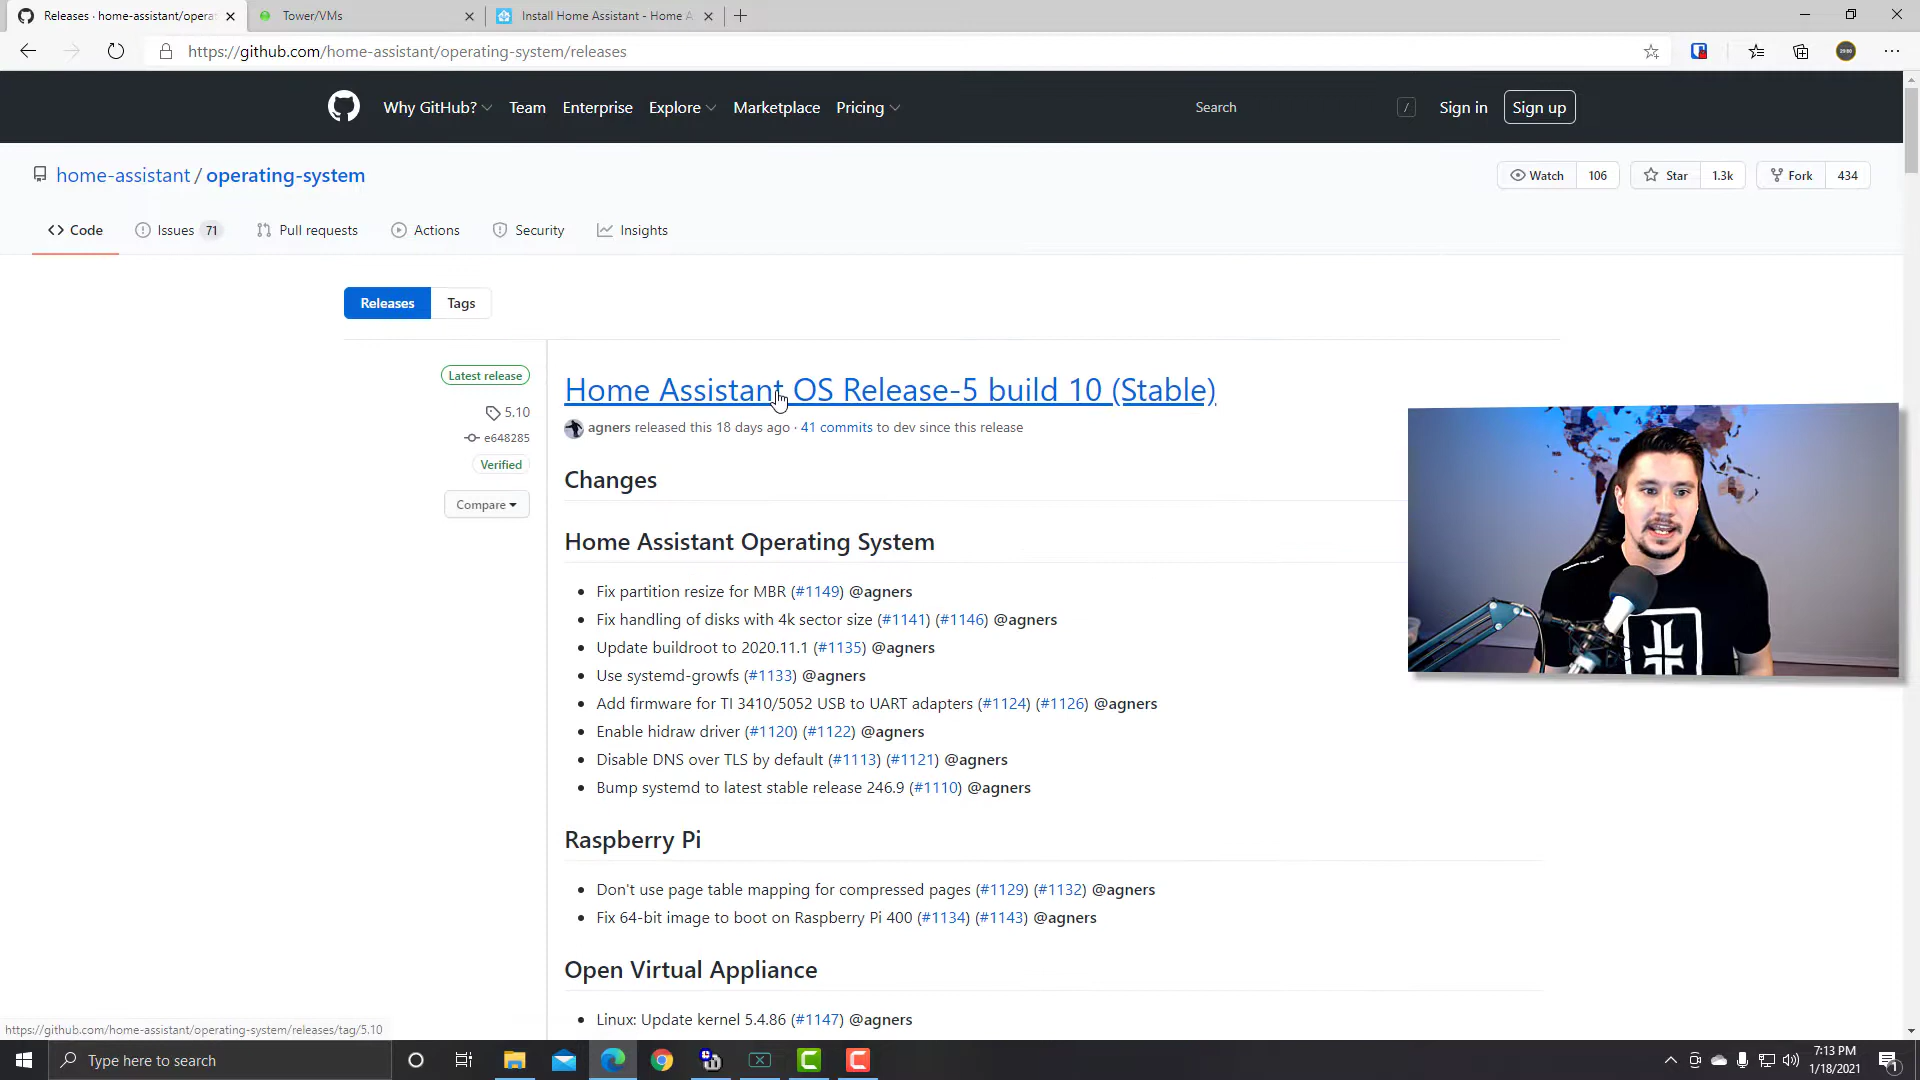 Releases · home-assistant/operat
Tower/VMs
Install Home Assistant - Home A
https://github.com/home-assistant/operating-system/releases
Why GitHub?
Team
Enterprise
Explore
Marketplace
Pricing
Search
/
Sign in
Sign up
home-assistant / operating-system
Watch 106
Star 1.3k
Fork 434
Code
Issues 71
Pull requests
Actions
Security
Insights
Releases
Tags
Latest release
5.10
e648285
Verified
Compare
Home Assistant OS Release-5 build 10 (Stable)
agners released this 18 days ago · 41 commits to dev since this release
Changes
Home Assistant Operating System
• Fix partition resize for MBR (#1149) @agners
• Fix handling of disks with 4k sector size (#1141) (#1146) @agners
• Update buildroot to 2020.11.1 (#1135) @agners
• Use systemd-growfs (#1133) @agners
• Add firmware for TI 3410/5052 USB to UART adapters (#1124) (#1126) @agners
• Enable hidraw driver (#1120) (#1122) @agners
• Disable DNS over TLS by default (#1113) (#1121) @agners
• Bump systemd to latest stable release 246.9 (#1110) @agners
Raspberry Pi
• Don't use page table mapping for compressed pages (#1129) (#1132) @agners
• Fix 64-bit image to boot on Raspberry Pi 400 (#1134) (#1143) @agners
Open Virtual Appliance
• Linux: Update kernel 5.4.86 (#1147) @agners
https://github.com/home-assistant/operating-system/releases/tag/5.10
Type here to search
7:13 PM
1/18/2021
1